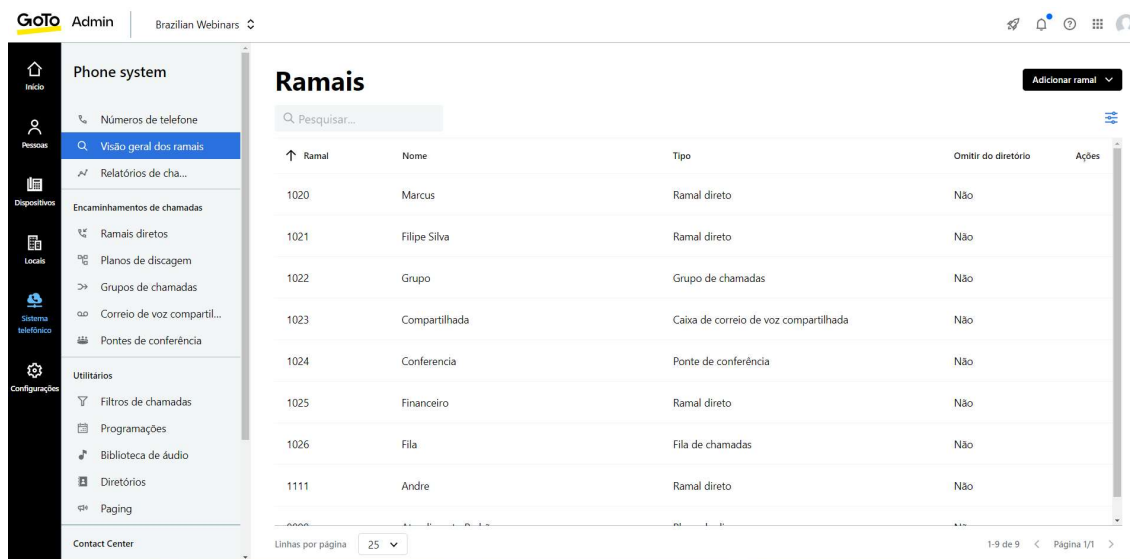 GoTo Admin Brazilian Webinars
Início
Pessoas
Dispositivos
Locais
Sistema telefônico
Configurações
Phone system
Números de telefone
Visão geral dos ramais
Relatórios de cha...
Encaminhamentos de chamadas
Ramais diretos
Planos de discagem
Grupos de chamadas
Correio de voz compartil...
Pontes de conferência
Utilitários
Filtros de chamadas
Programações
Biblioteca de áudio
Diretórios
Paging
Contact Center
Ramais
Adicionar ramal
Pesquisar...
Ramal Nome Tipo Omitir do diretório Ações
1020 Marcus Ramal direto Não
1021 Filipe Silva Ramal direto Não
1022 Grupo Grupo de chamadas Não
1023 Compartilhada Caixa de correio de voz compartilhada Não
1024 Conferencia Ponte de conferência Não
1025 Financeiro Ramal direto Não
1026 Fila Fila de chamadas Não
1111 Andre Ramal direto Não
Linhas por página 25 1-9 de 9 Página 1/1